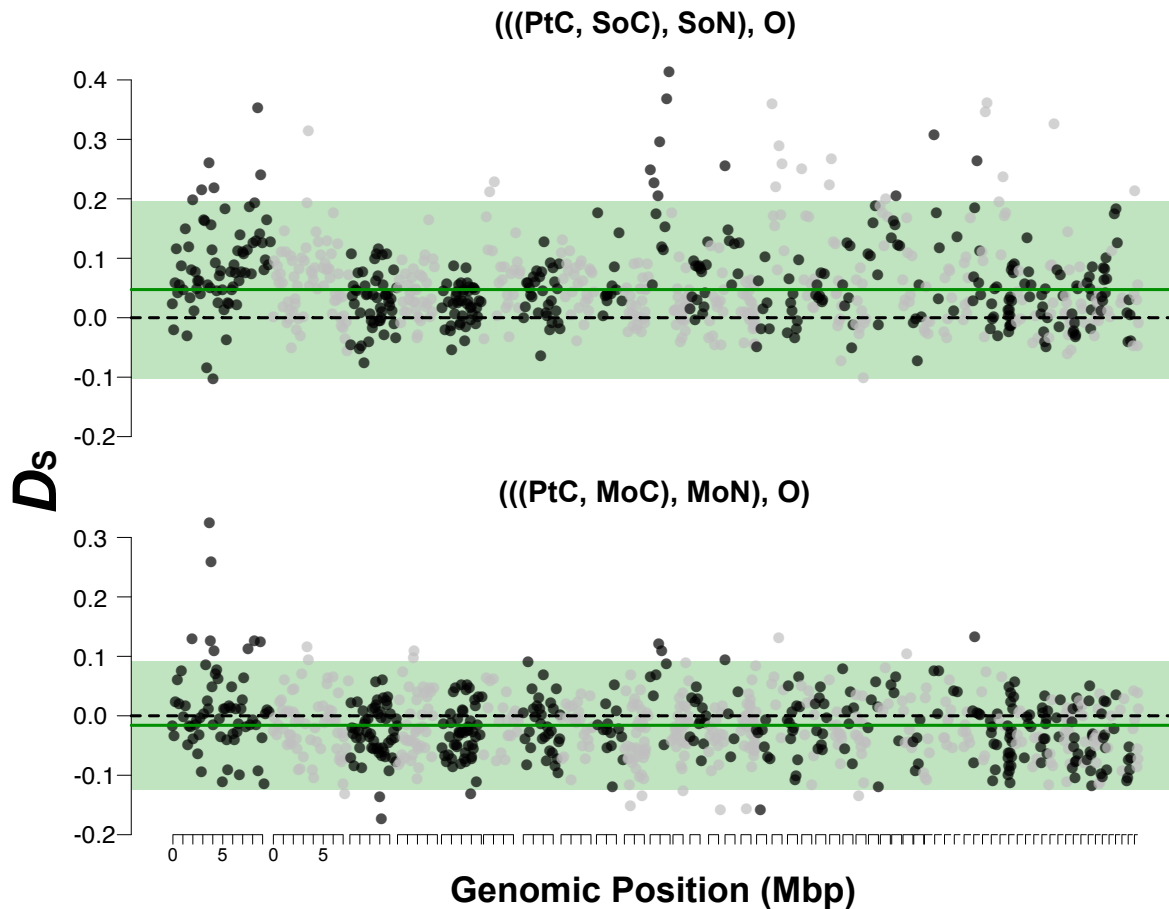 (((PtC, SoC), SoN), O)
0.4
0.3
0.2
0.1
0.0
-0.1
-0.2
Ds
(((PtC, MoC), MoN), O)
0.3
0.2
0.1
0.0
-0.1
-0.2
0 5 0 5
Genomic Position (Mbp)